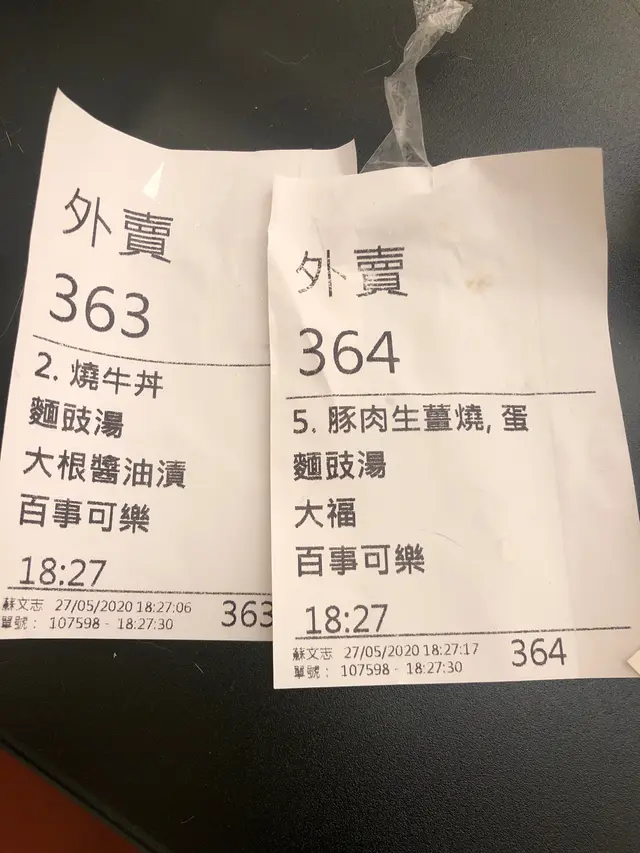 外賣
363
2. 燒牛丼
麵豉湯
大根醬油漬
百事可樂
18:27
蘇文志 27/05/2020 18:27:06
單號： 107598 - 18:27:30
363
外賣
364
5. 豚肉生薑燒, 蛋
麵豉湯
大福
百事可樂
18:27
蘇文志 27/05/2020 18:27:17
單號： 107598 - 18:27:30
364